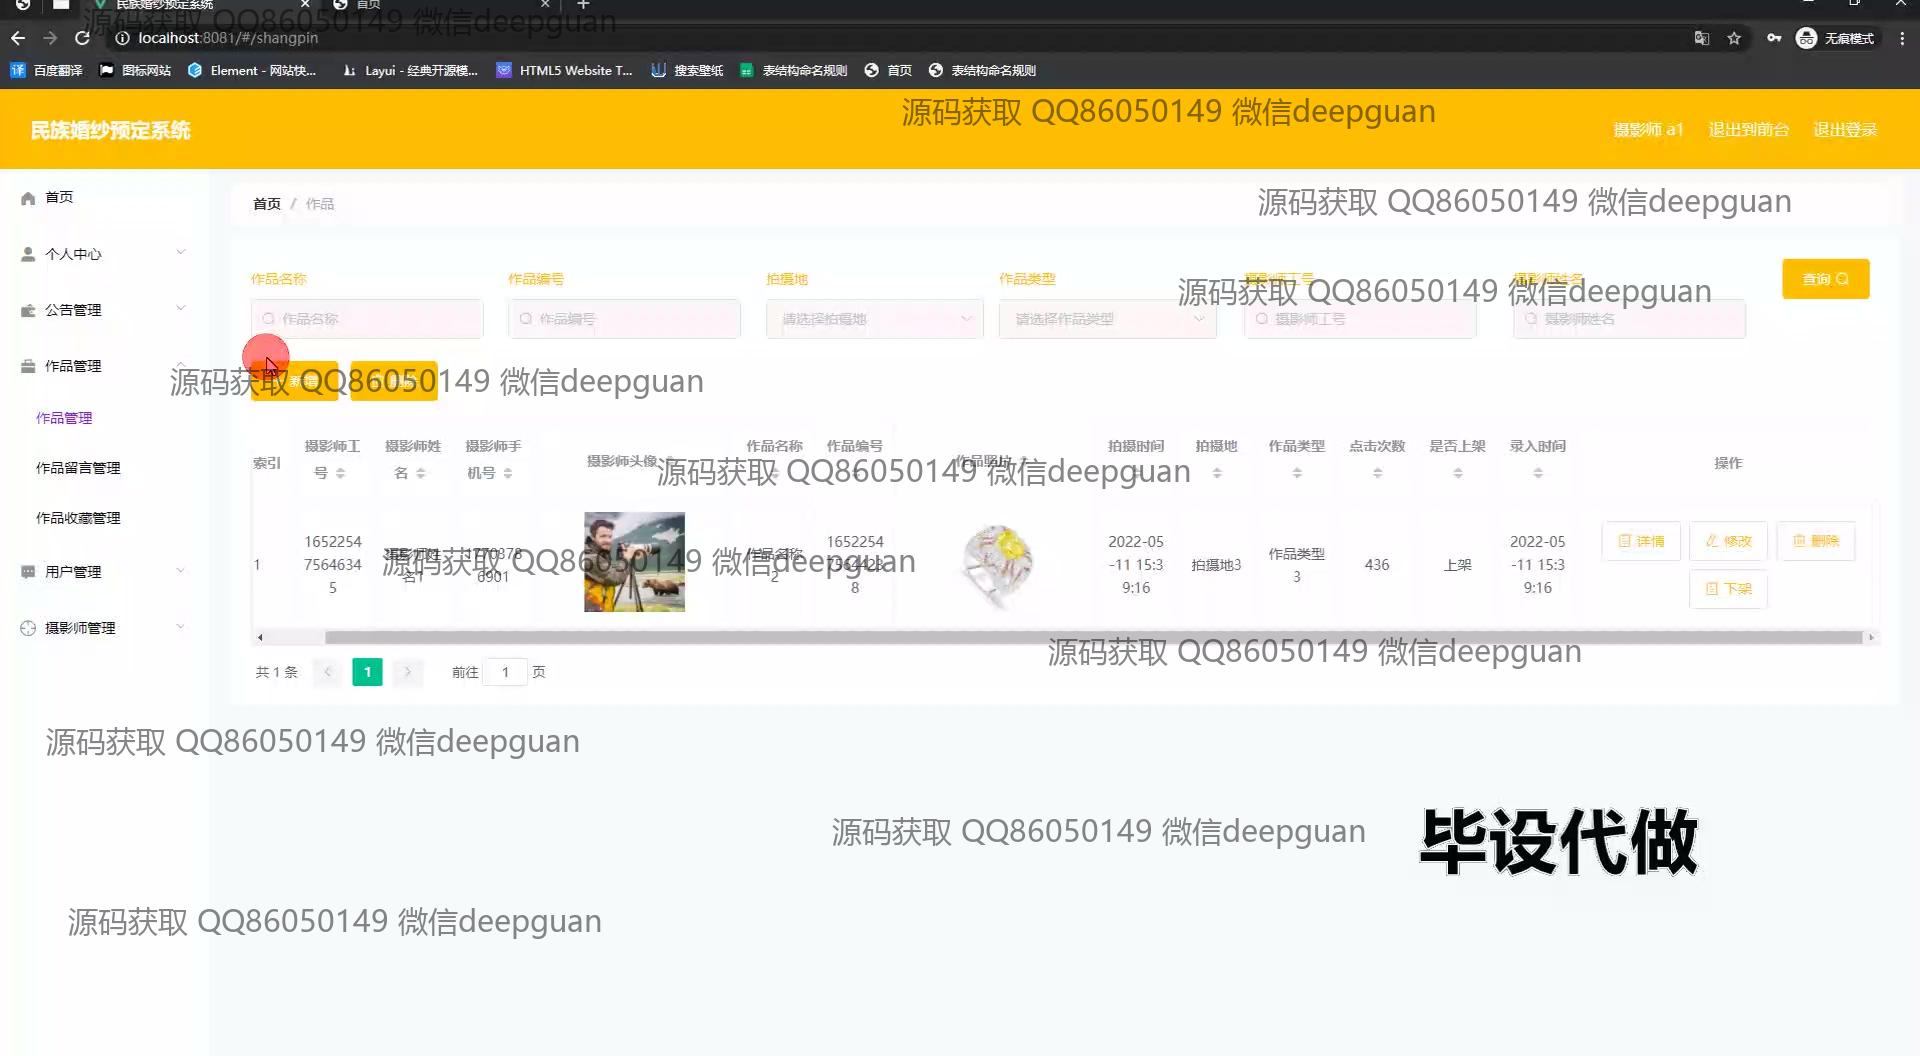 民族婚纱预定系统
首页
源码获取 QQ86050149 微信deepguan
localhost:8081/#/shangpin
无痕模式
百度翻译
图标网站
Element - 网站快...
Layui - 经典开源模...
HTML5 Website T...
搜索壁纸
表结构命名规则
首页
表结构命名规则
源码获取 QQ86050149 微信deepguan
民族婚纱预定系统
摄影师 a1
退出到前台
退出登录
首页
个人中心
公告管理
作品管理
作品管理
作品留言管理
作品收藏管理
用户管理
摄影师管理
首页 / 作品
源码获取 QQ86050149 微信deepguan
作品名称
作品编号
拍摄地
作品类型
摄影师工号
摄影师姓名
查询
源码获取 QQ86050149 微信deepguan
作品名称
作品编号
请选择拍摄地
请选择作品类型
摄影师工号
摄影师姓名
新增
删除
源码获取 QQ86050149 微信deepguan
索引
摄影师工号
摄影师姓名
摄影师手机号
摄影师头像
作品名称
作品编号
作品照片
拍摄时间
拍摄地
作品类型
点击次数
是否上架
录入时间
操作
源码获取 QQ86050149 微信deepguan
1
1652254
7564634
5
摄影师姓
名1
1770378
6901
作品名称
2
1652254
7564428
8
2022-05
-11 15:3
9:16
拍摄地3
作品类型
3
436
上架
2022-05
-11 15:3
9:16
详情
修改
删除
下架
源码获取 QQ86050149 微信deepguan
源码获取 QQ86050149 微信deepguan
共 1 条
1
前往 1 页
源码获取 QQ86050149 微信deepguan
源码获取 QQ86050149 微信deepguan
毕设代做
源码获取 QQ86050149 微信deepguan